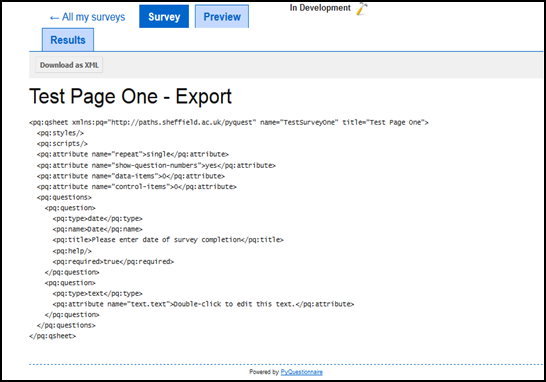 In Development
← All my surveys Survey Preview
Results
Download as XML
Test Page One - Export
<pq:qsheet xmlns:pq="http://paths.sheffield.ac.uk/pyquest" name="TestSurveyOne" title="Test Page One">
  <pq:styles/>
  <pq:scripts/>
  <pq:attribute name="repeat">single</pq:attribute>
  <pq:attribute name="show-question-numbers">yes</pq:attribute>
  <pq:attribute name="data-items">0</pq:attribute>
  <pq:attribute name="control-items">0</pq:attribute>
  <pq:questions>
    <pq:question>
      <pq:type>date</pq:type>
      <pq:name>Date</pq:name>
      <pq:title>Please enter date of survey completion</pq:title>
      <pq:help/>
      <pq:required>true</pq:required>
    </pq:question>
    <pq:question>
      <pq:type>text</pq:type>
      <pq:attribute name="text.text">Double-click to edit this text.</pq:attribute>
    </pq:question>
  </pq:questions>
</pq:qsheet>
Powered by PyQuestionnaire